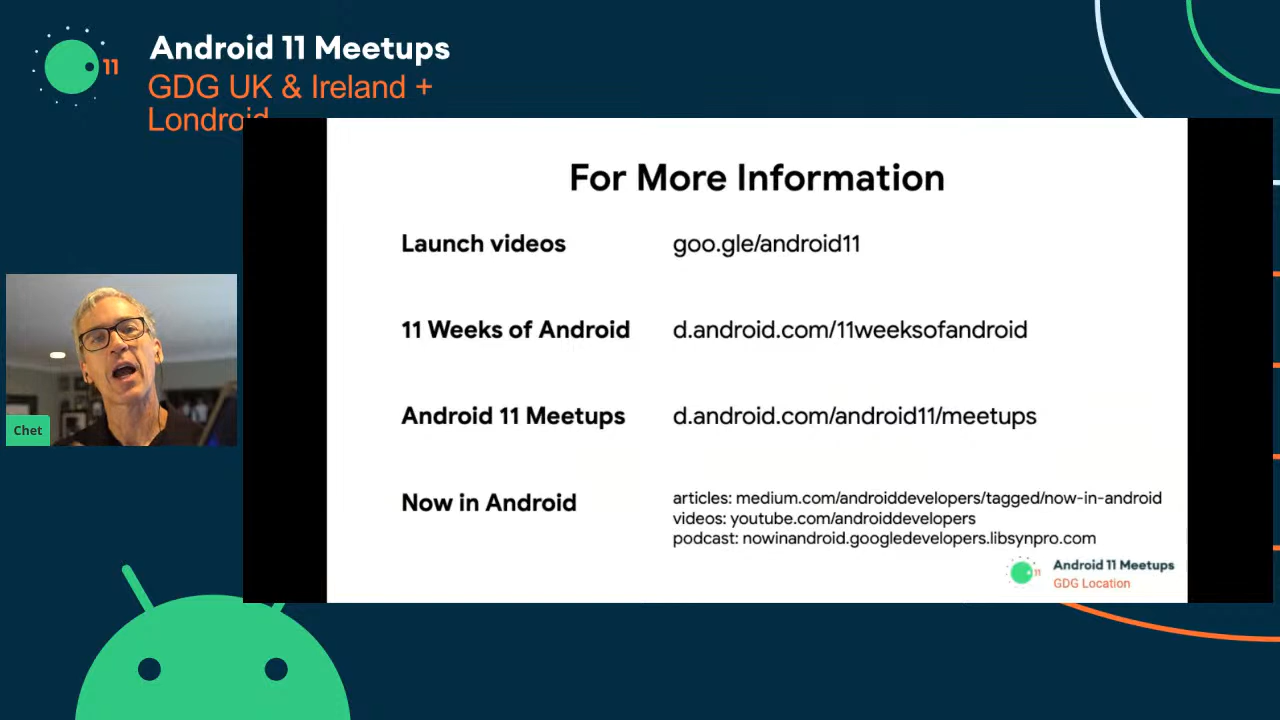 11
Android 11 Meetups
GDG UK & Ireland +
Londroid
For More Information
Launch videos goo.gle/android11
11 Weeks of Android d.android.com/11weeksofandroid
Android 11 Meetups d.android.com/android11/meetups
Now in Android
articles: medium.com/androiddevelopers/tagged/now-in-android
videos: youtube.com/androiddevelopers
podcast: nowinandroid.googledevelopers.libsynpro.com
11
Android 11 Meetups
GDG Location
Chet